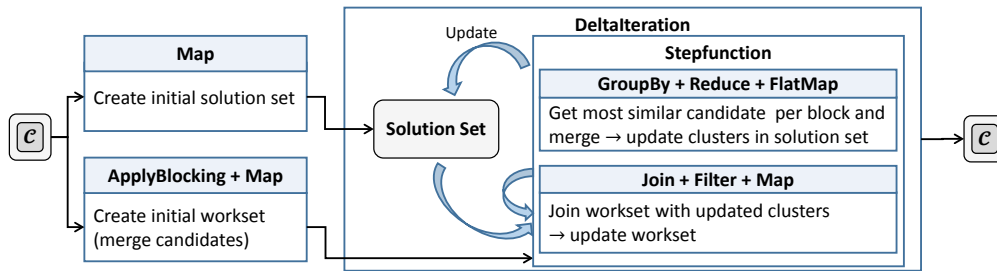 C
Map
Create initial solution set
ApplyBlocking + Map
Create initial workset
(merge candidates)
DeltaIteration
Update
Solution Set
Stepfunction
GroupBy + Reduce + FlatMap
Get most similar candidate per block and
merge → update clusters in solution set
Join + Filter + Map
Join workset with updated clusters
→ update workset
C